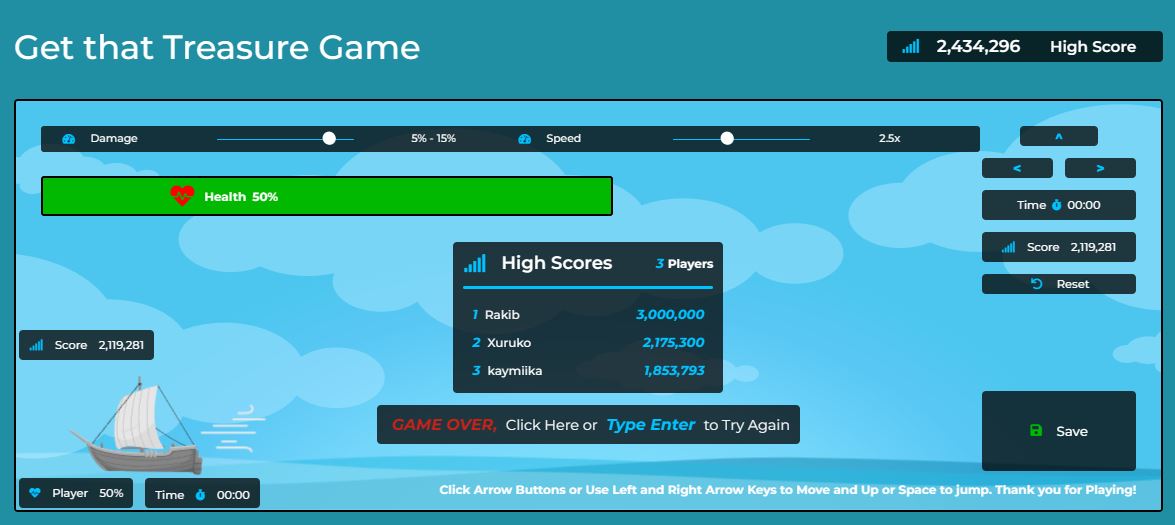 Get that Treasure Game
2,434,296 High Score
Damage 5% - 15% Speed 2.5x
^
< >
Health 50%
Time 00:00
High Scores 3 Players
Score 2,119,281
Reset
1 Rakib 3,000,000
2 Xuruko 2,175,300
3 kaymiika 1,853,793
Score 2,119,281
GAME OVER, Click Here or Type Enter to Try Again
Save
Player 50% Time 00:00
Click Arrow Buttons or Use Left and Right Arrow Keys to Move and Up or Space to jump. Thank you for Playing!